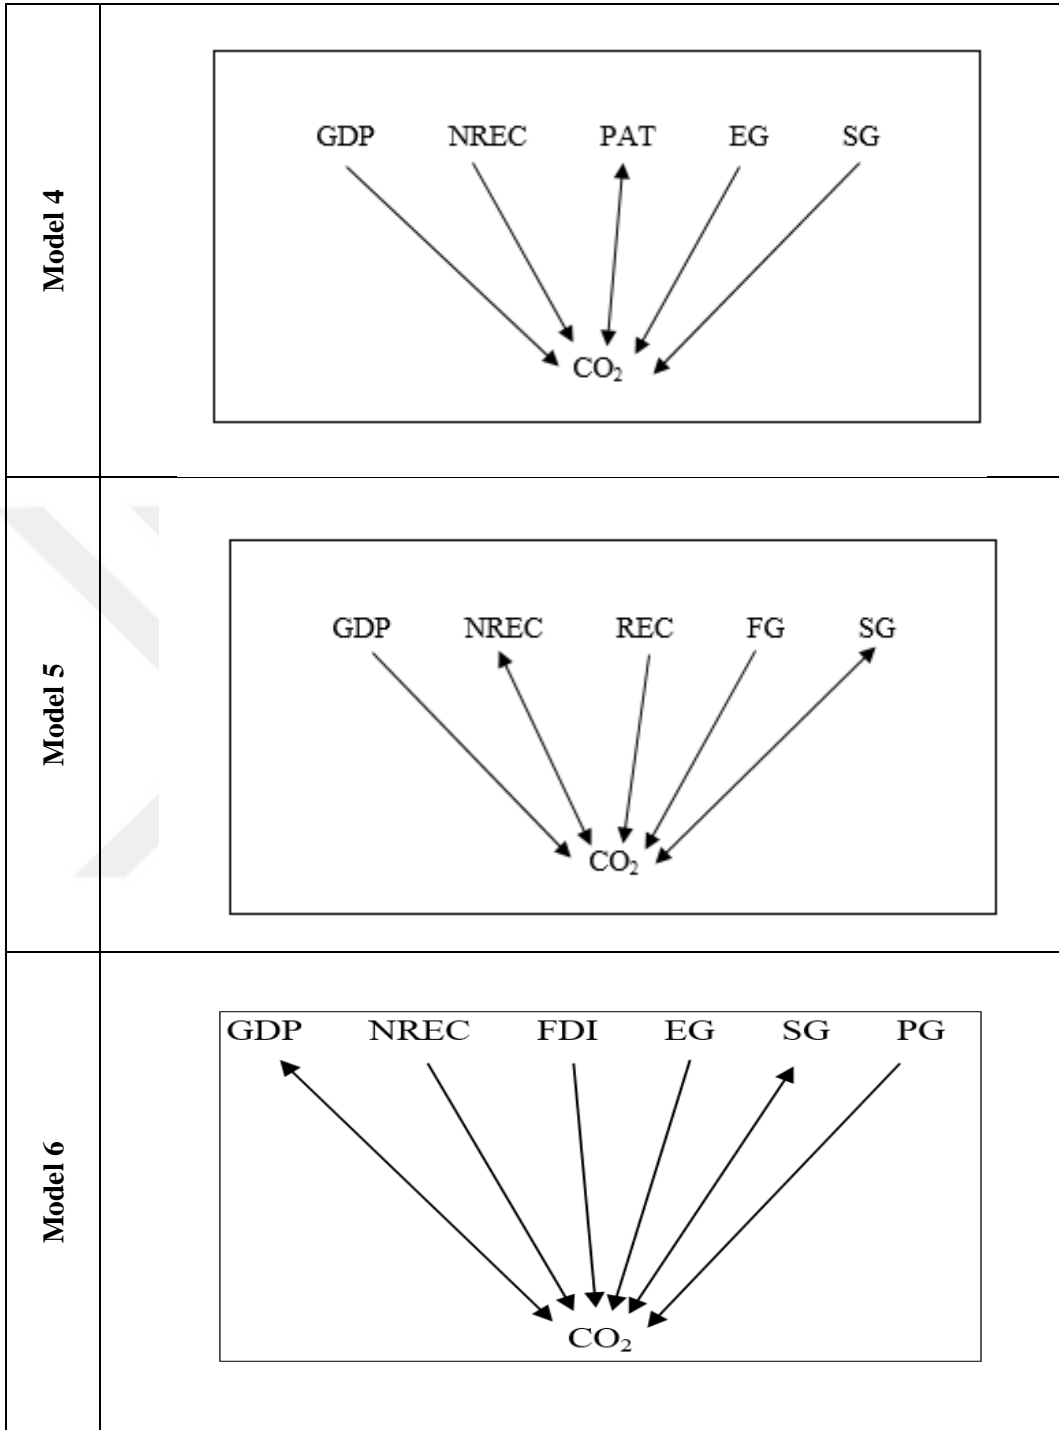 Model 4
GDP NREC PAT EG SG
CO₂
Model 5
GDP NREC REC FG SG
CO₂
Model 6
GDP NREC FDI EG SG PG
CO₂